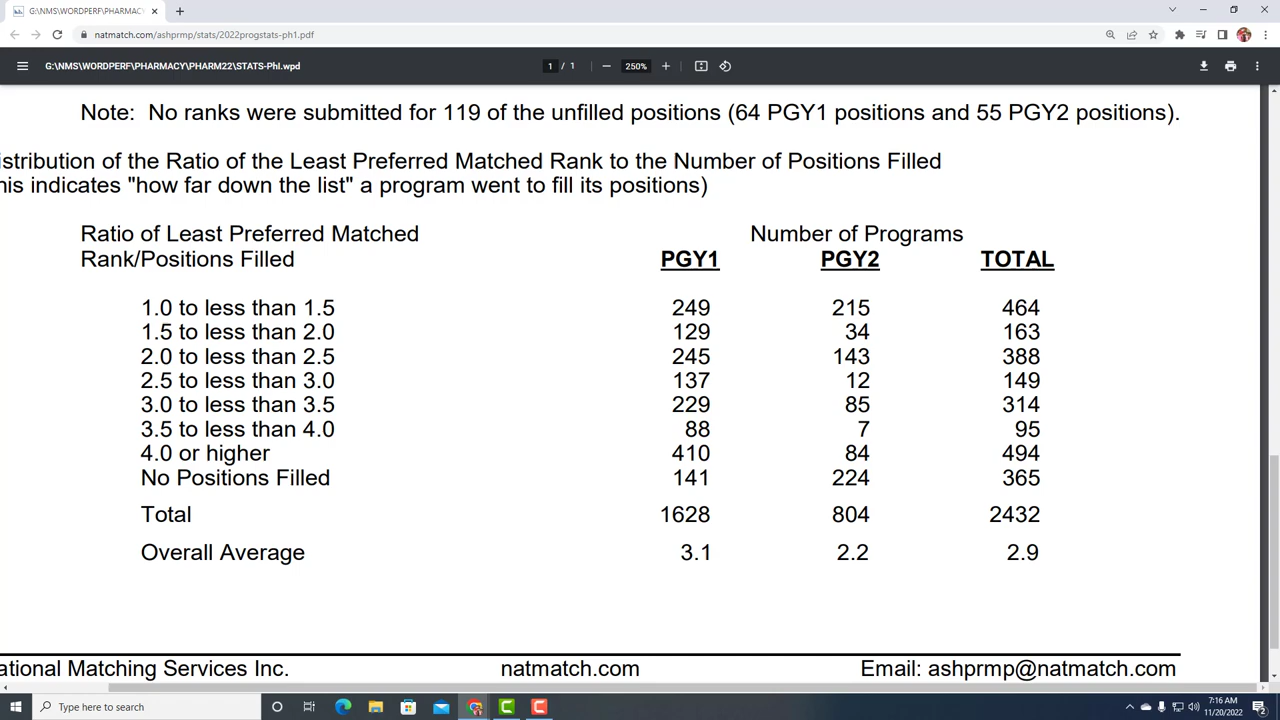 G:\NMS\WORDPERF\PHARMACY
natmatch.com/ashprmp/stats/2022progstats-ph1.pdf
G:\NMS\WORDPERF\PHARMACY\PHARM22\STATS-PhI.wpd
1 / 1
250%
Note: No ranks were submitted for 119 of the unfilled positions (64 PGY1 positions and 55 PGY2 positions).
istribution of the Ratio of the Least Preferred Matched Rank to the Number of Positions Filled
his indicates "how far down the list" a program went to fill its positions)
Ratio of Least Preferred Matched Number of Programs
Rank/Positions Filled PGY1 PGY2 TOTAL
1.0 to less than 1.5 249 215 464
1.5 to less than 2.0 129 34 163
2.0 to less than 2.5 245 143 388
2.5 to less than 3.0 137 12 149
3.0 to less than 3.5 229 85 314
3.5 to less than 4.0 88 7 95
4.0 or higher 410 84 494
No Positions Filled 141 224 365
Total 1628 804 2432
Overall Average 3.1 2.2 2.9
ational Matching Services Inc. natmatch.com Email: ashprmp@natmatch.com
Type here to search
7:16 AM
11/20/2022
2